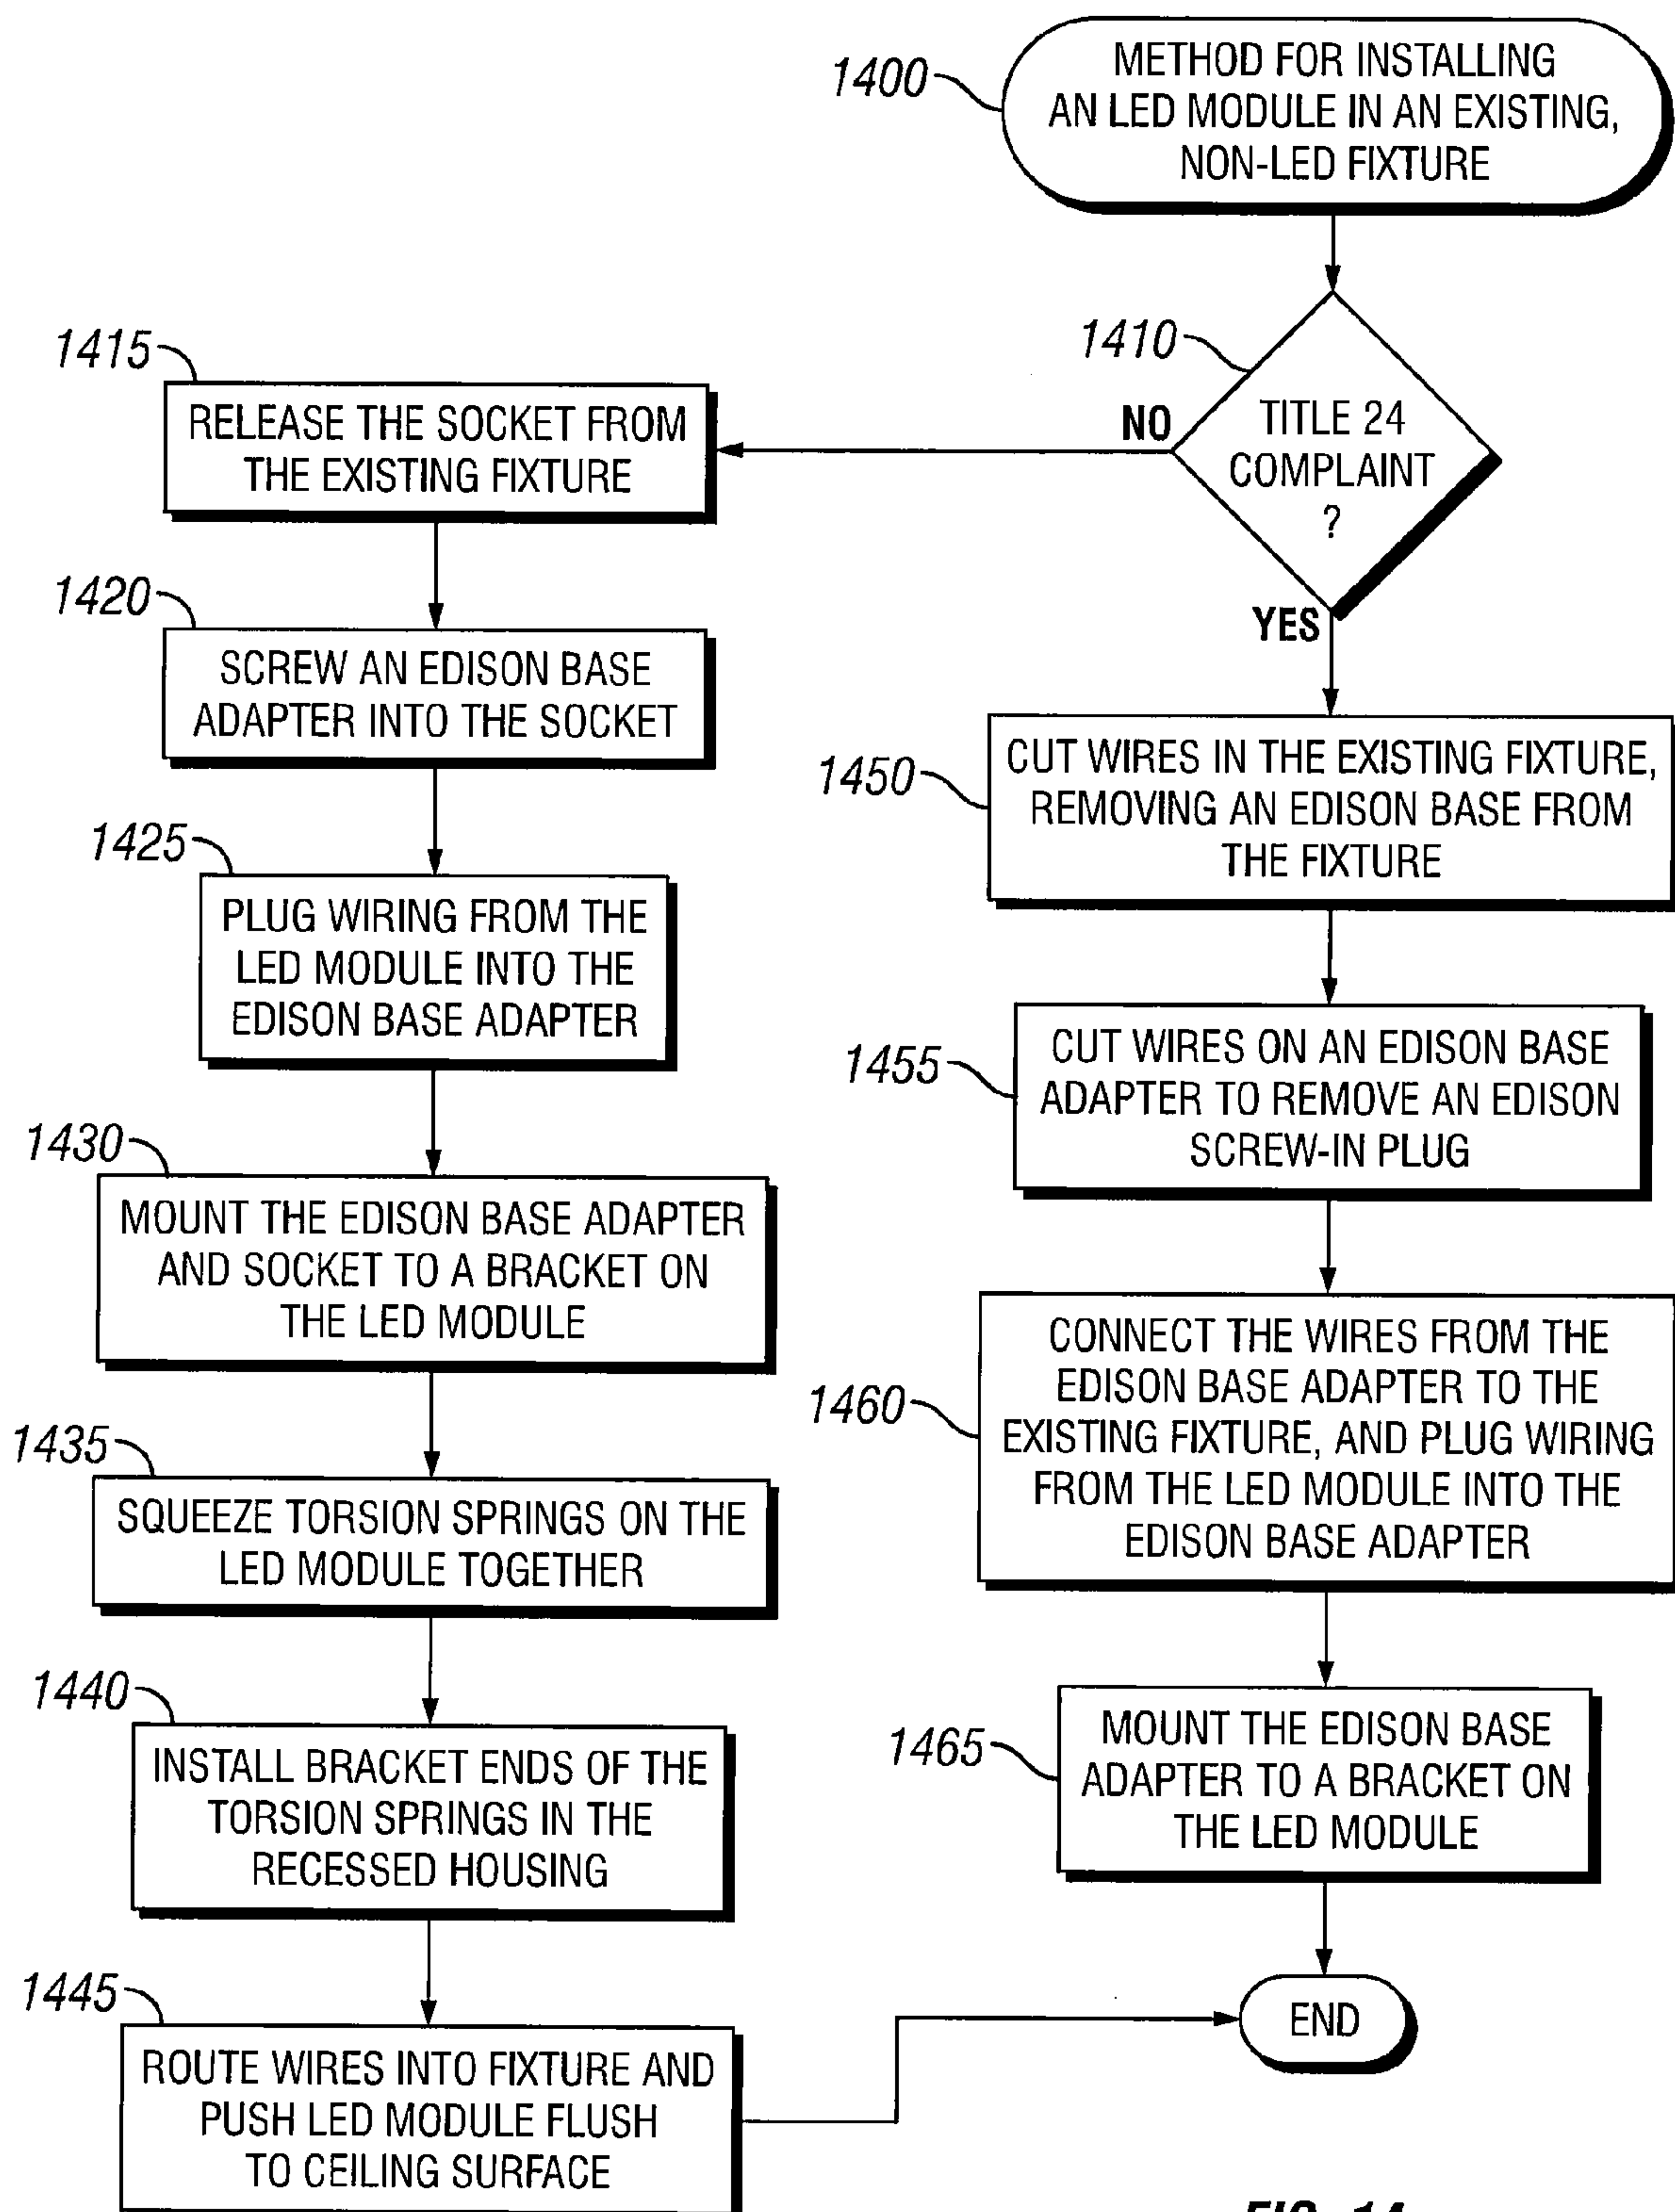 1400
METHOD FOR INSTALLING
AN LED MODULE IN AN EXISTING,
NON-LED FIXTURE
1410
TITLE 24
COMPLAINT
?
NO
YES
1415
RELEASE THE SOCKET FROM
THE EXISTING FIXTURE
1420
SCREW AN EDISON BASE
ADAPTER INTO THE SOCKET
1425
PLUG WIRING FROM THE
LED MODULE INTO THE
EDISON BASE ADAPTER
1430
MOUNT THE EDISON BASE ADAPTER
AND SOCKET TO A BRACKET ON
THE LED MODULE
1435
SQUEEZE TORSION SPRINGS ON THE
LED MODULE TOGETHER
1440
INSTALL BRACKET ENDS OF THE
TORSION SPRINGS IN THE
RECESSED HOUSING
1445
ROUTE WIRES INTO FIXTURE AND
PUSH LED MODULE FLUSH
TO CEILING SURFACE
1450
CUT WIRES IN THE EXISTING FIXTURE,
REMOVING AN EDISON BASE FROM
THE FIXTURE
1455
CUT WIRES ON AN EDISON BASE
ADAPTER TO REMOVE AN EDISON
SCREW-IN PLUG
1460
CONNECT THE WIRES FROM THE
EDISON BASE ADAPTER TO THE
EXISTING FIXTURE, AND PLUG WIRING
FROM THE LED MODULE INTO THE
EDISON BASE ADAPTER
1465
MOUNT THE EDISON BASE
ADAPTER TO A BRACKET ON
THE LED MODULE
END